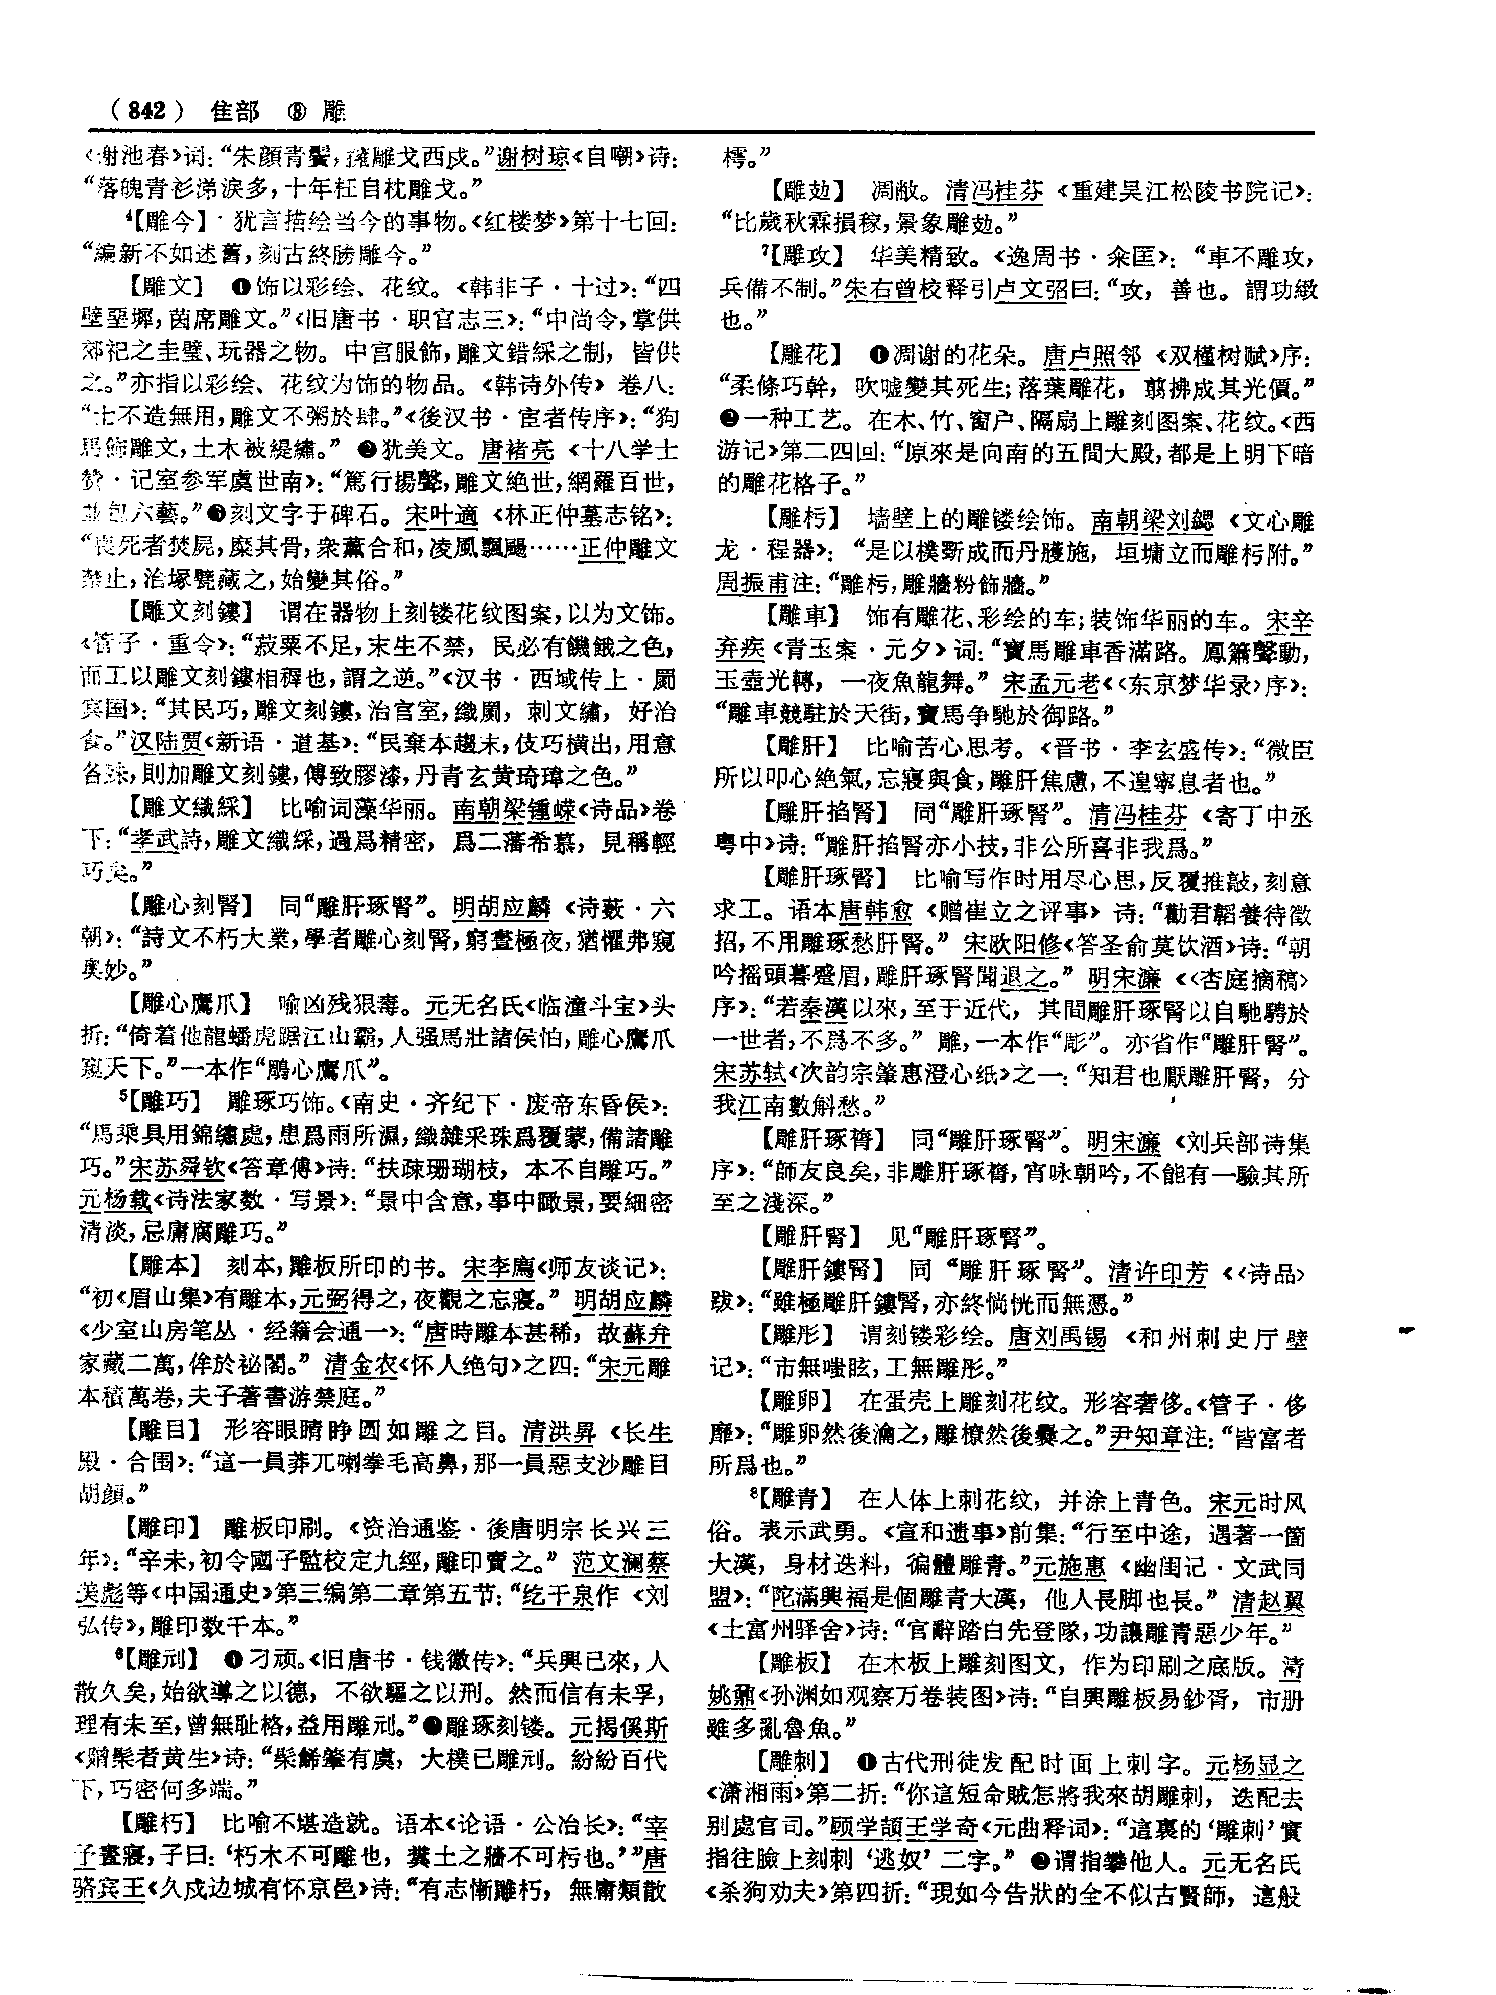 （842） 隹部 ⑧ 雕
《谢池春》词：“朱顔青鬢，擁雕戈西戍。”谢树琼《自嘲》诗：
“落魄青衫涕淚多，十年枉自枕雕戈。”
4【雕今】 犹言描绘当今的事物。《红楼梦》第十七回：
“編新不如述舊，刻古終勝雕今。”
【雕文】 ❶饰以彩绘、花纹。《韩非子·十过》：“四
壁堊墀，茵席雕文。”《旧唐书·职官志三》：“中尚令，掌供
郊祀之圭璧、玩器之物。中宫服飾，雕文錯綵之制，皆供
之。”亦指以彩绘、花纹为饰的物品。《韩诗外传》卷八：
“士不造無用，雕文不粥於肆。”《後汉书·宦者传序》：“狗
馬飾雕文，土木被緹繡。” ❷犹美文。唐褚亮《十八学士
赞·记室参军虞世南》：“篤行揚聲，雕文絶世，網羅百世，
並包六藝。”❸刻文字于碑石。宋叶適《林正仲墓志铭》：
“喪死者焚屍，糜其骨，衆薰合和，凌風飄颺……正仲雕文
禁止，治塚甓藏之，始變其俗。”
【雕文刻鏤】 谓在器物上刻镂花纹图案，以为文饰。
《管子·重令》：“菽粟不足，末生不禁，民必有饑餓之色，
而工以雕文刻鏤相稺也，謂之逆。”《汉书·西域传上·罽
宾国》：“其民巧，雕文刻鏤，治宫室，織罽，刺文繡，好治
食。”汉陆贾《新语·道基》：“民棄本趨末，伎巧横出，用意
各殊，則加雕文刻鏤，傅致膠漆，丹青玄黄琦瑋之色。”
【雕文織綵】 比喻词藻华丽。南朝梁锺嵘《诗品》卷
下：“孝武詩，雕文織綵，過爲精密，爲二藩希慕，見稱輕
巧矣。”
【雕心刻腎】 同“雕肝琢腎”。明胡应麟《诗薮·六
朝》：“詩文不朽大業，學者雕心刻腎，窮晝極夜，猶懼弗窺
奥妙。”
【雕心鷹爪】 喻凶残狠毒。元无名氏《临潼斗宝》头
折：“倚着他龍蟠虎踞江山霸，人强馬壯諸侯怕，雕心鷹爪
窺天下。”一本作“鵰心鷹爪”。
5【雕巧】 雕琢巧饰。《南史·齐纪下·废帝东昏侯》：
“馬乘具用錦繡處，患爲雨所濕，織雜采珠爲覆蒙，備諸雕
巧。”宋苏舜钦《答章傅》诗：“扶疎珊瑚枝，本不自雕巧。”
元杨载《诗法家数·写景》：“景中含意，事中瞰景，要細密
清淡，忌庸腐雕巧。”
【雕本】 刻本，雕板所印的书。宋李廌《师友谈记》：
“初《眉山集》有雕本，元弼得之，夜觀之忘寢。” 明胡应麟
《少室山房笔丛·经籍会通一》：“唐時雕本甚稀，故蘇弁
家藏二萬，侔於祕閣。” 清金农《怀人绝句》之四：“宋元雕
本積萬卷，夫子著書游禁庭。”
【雕目】 形容眼睛睁圆如雕之目。清洪昇《长生
殿·合围》：“這一員莽兀喇拳毛高鼻，那一員惡支沙雕目
胡顔。”
【雕印】 雕板印刷。《资治通鉴·後唐明宗长兴三
年》：“辛未，初令國子監校定九經，雕印賣之。” 范文澜蔡
美彪等《中国通史》第三编第二章第五节：“纥干泉作《刘
弘传》，雕印数千本。”
6【雕刓】 ❶刁顽。《旧唐书·钱徽传》：“兵興已來，人
散久矣，始欲導之以德，不欲驅之以刑。然而信有未孚，
理有未至，曾無耻格，益用雕刓。”❷雕琢刻镂。元揭傒斯
《赠髹者黄生》诗：“髹餙肇有虞，大樸已雕刓。紛紛百代
下，巧密何多端。”
【雕朽】 比喻不堪造就。语本《论语·公冶长》：“宰
予晝寢，子曰：‘朽木不可雕也，糞土之牆不可杇也。’”唐
骆宾王《久戍边城有怀京邑》诗：“有志慚雕朽，無庸類散
樗。”
【雕劾】 凋敝。清冯桂芬《重建吴江松陵书院记》：
“比歲秋霖損稼，景象雕劾。”
7【雕攻】 华美精致。《逸周书·籴匡》：“車不雕攻，
兵備不制。”朱右曾校释引卢文弨曰：“攻，善也。謂功緻
也。”
【雕花】 ❶凋谢的花朵。唐卢照邻《双槿树赋》序：
“柔條巧幹，吹嘘變其死生；落葉雕花，翦拂成其光價。”
❷一种工艺。在木、竹、窗户、隔扇上雕刻图案、花纹。《西
游记》第二四回：“原來是向南的五間大殿，都是上明下暗
的雕花格子。”
【雕杇】 墙壁上的雕镂绘饰。南朝梁刘勰《文心雕
龙·程器》：“是以樸斲成而丹雘施，垣墉立而雕杇附。”
周振甫注：“雕杇，雕牆粉飾牆。”
【雕車】 饰有雕花、彩绘的车；装饰华丽的车。宋辛
弃疾《青玉案·元夕》词：“寶馬雕車香滿路。鳳簫聲動，
玉壺光轉，一夜魚龍舞。” 宋孟元老《〈东京梦华录〉序》：
“雕車競駐於天街，寶馬争馳於御路。”
【雕肝】 比喻苦心思考。《晋书·李玄盛传》：“微臣
所以叩心絶氣，忘寢與食，雕肝焦慮，不遑寧息者也。”
【雕肝掐腎】 同“雕肝琢腎”。清冯桂芬《寄丁中丞
粤中》诗：“雕肝掐腎亦小技，非公所喜非我爲。”
【雕肝琢腎】 比喻写作时用尽心思，反覆推敲，刻意
求工。语本唐韩愈《赠崔立之评事》诗：“勸君韜養待徵
招，不用雕琢愁肝腎。” 宋欧阳修《答圣俞莫饮酒》诗：“朝
吟摇頭暮蹙眉，雕肝琢腎聞退之。” 明宋濂《〈杏庭摘稿〉
序》：“若秦漢以來，至于近代，其間雕肝琢腎以自馳騁於
一世者，不爲不多。” 雕，一本作“彫”。亦省作“雕肝腎”。
宋苏轼《次韵宗肇惠澄心纸》之一：“知君也厭雕肝腎，分
我江南數斛愁。”
【雕肝琢膂】 同“雕肝琢腎”。明宋濂《刘兵部诗集
序》：“師友良矣，非雕肝琢膂，宵咏朝吟，不能有一驗其所
至之淺深。”
【雕肝腎】 见“雕肝琢腎”。
【雕肝鏤腎】 同“雕肝琢腎”。清许印芳《〈诗品〉
跋》：“雖極雕肝鏤腎，亦終惝恍而無憑。”
【雕彤】 谓刻镂彩绘。唐刘禹锡《和州刺史厅壁
记》：“市無嗤眩，工無雕彤。”
【雕卵】 在蛋壳上雕刻花纹。形容奢侈。《管子·侈
靡》：“雕卵然後瀹之，雕橑然後爨之。”尹知章注：“皆富者
所爲也。”
8【雕青】 在人体上刺花纹，并涂上青色。宋元时风
俗。表示武勇。《宣和遗事》前集：“行至中途，遇著一箇
大漢，身材迭料，徧體雕青。”元施惠《幽闺记·文武同
盟》：“陀滿興福是個雕青大漢，他人長脚也長。” 清赵翼
《土富州驿舍》诗：“官辭踏白先登隊，功讓雕青惡少年。”
【雕板】 在木板上雕刻图文，作为印刷之底版。清
姚鼐《孙渊如观察万卷装图》诗：“自興雕板易鈔胥，市册
雖多亂魯魚。”
【雕刺】 ❶古代刑徒发配时面上刺字。元杨显之
《潇湘雨》第二折：“你這短命賊怎將我來胡雕刺，迭配去
别處官司。”顾学颉王学奇《元曲释词》：“這裏的‘雕刺’實
指往臉上刻刺‘逃奴’二字。” ❷谓指攀他人。元无名氏
《杀狗劝夫》第四折：“現如今告狀的全不似古賢師，這般